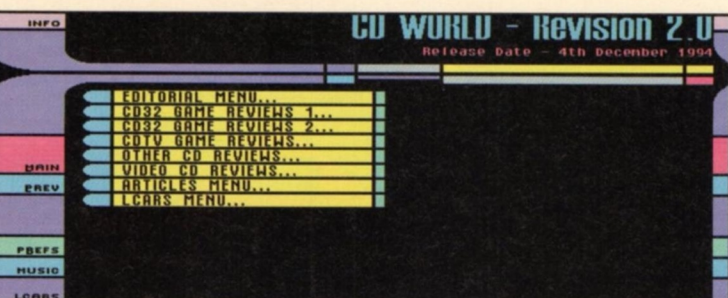 INFO
CD WORLD - Revision 2.0
Release Date - 4th December 1994
EDITORIAL MENU...
CD32 GAME REVIEWS 1...
CD32 GAME REVIEWS 2...
CDTV GAME REVIEWS...
OTHER CD REVIEWS...
VIDEO CD REVIEWS...
ARTICLES MENU...
LCARS MENU...
MAIN
PREV
PREFS
MUSIC
LCARS